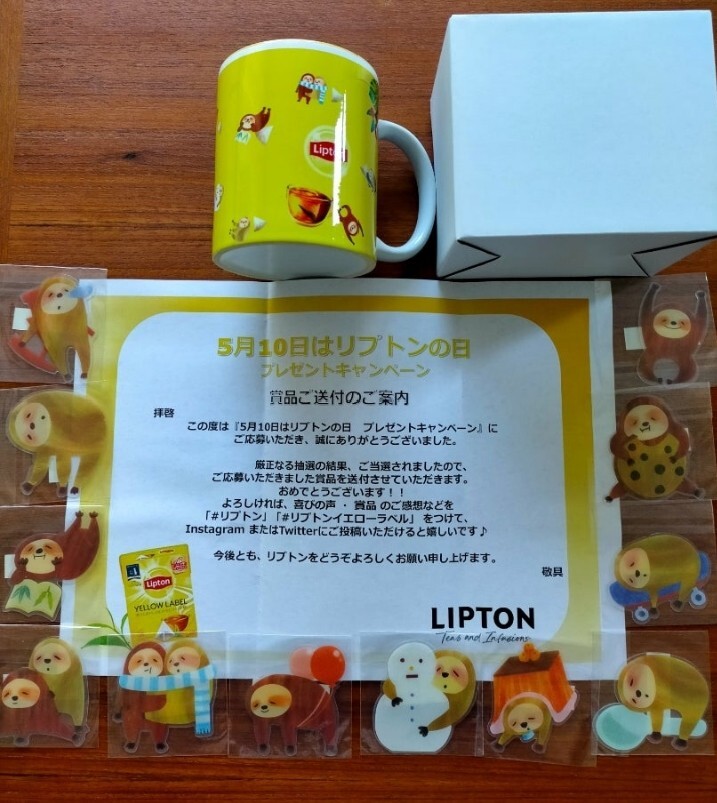 Lipton
5月10日はリプトンの日
プレゼントキャンペーン
賞品ご送付のご案内
拝啓
この度は『5月10日はリプトンの日 プレゼントキャンペーン』に
ご応募いただき、誠にありがとうございました。
厳正なる抽選の結果、ご当選されましたので、
ご応募いただきました賞品を送付させていただきます。
おめでとうございます！！
よろしければ、喜びの声・賞品のご感想などを
「#リプトン」「#リプトンイエローラベル」をつけて、
Instagram またはTwitterにご投稿いただけると嬉しいです♪
今後とも、リプトンをどうぞよろしくお願い申し上げます。
敬具
Lipton
YELLOW LABEL
LIPTON
Teas and Infusions